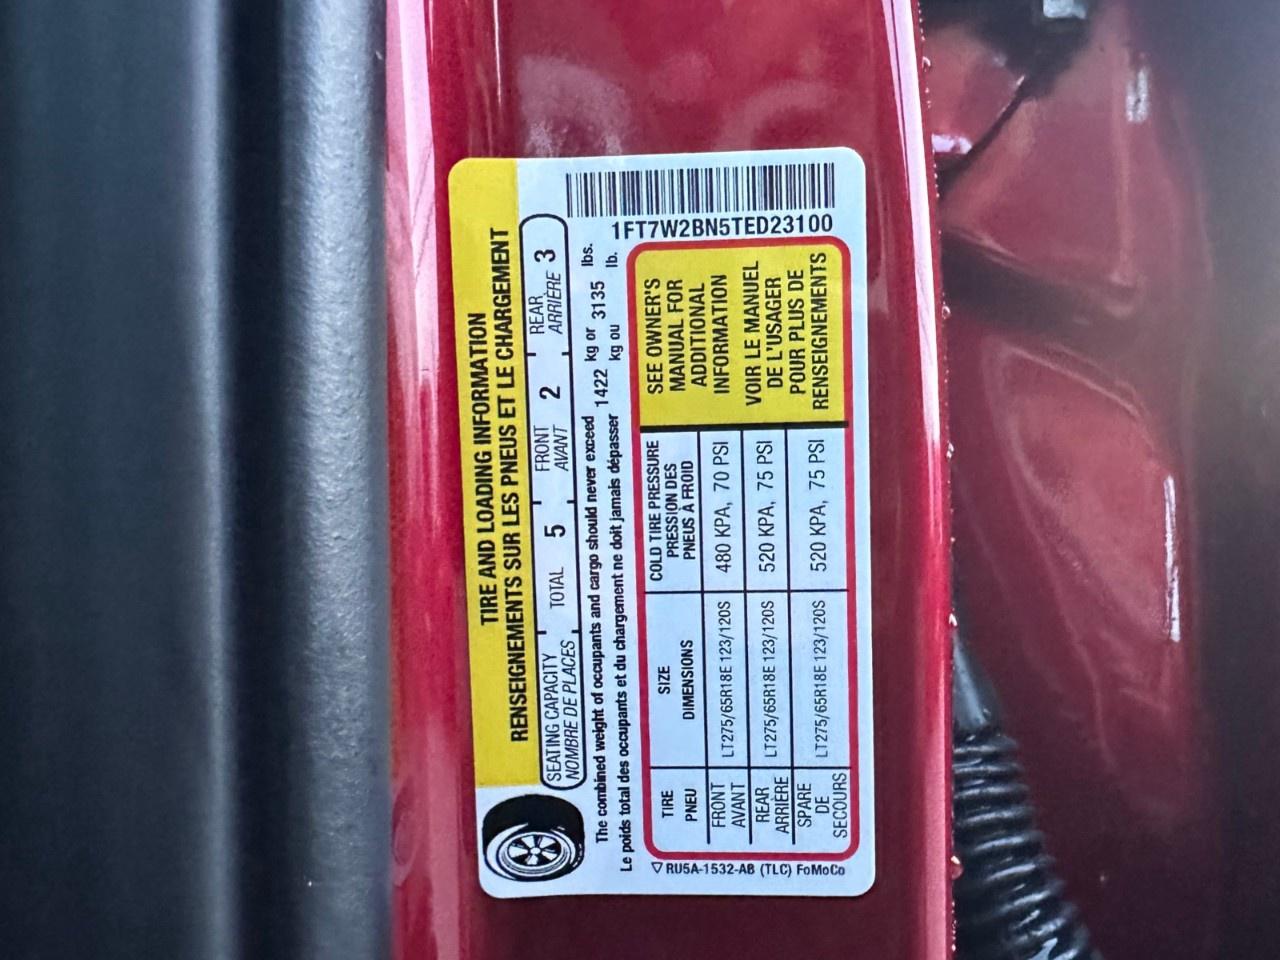 TIRE AND LOADING INFORMATION
RENSEIGNEMENTS SUR LES PNEUS ET LE CHARGEMENT
SEATING CAPACITY TOTAL 5 FRONT 2 REAR 3
NOMBRE DE PLACES AVANT ARRIÈRE
The combined weight of occupants and cargo should never exceed 1422 kg or 3135 lbs.
Le poids total des occupants et du chargement ne doit jamais dépasser kg ou lb.
1FT7W2BN5TED23100
TIRE SIZE COLD TIRE PRESSURE
PNEU DIMENSIONS PRESSION DES
PNEUS À FROID
FRONT LT275/65R18E 123/120S 480 KPA, 70 PSI
AVANT
REAR LT275/65R18E 123/120S 520 KPA, 75 PSI
ARRIÈRE
SPARE LT275/65R18E 123/120S 520 KPA, 75 PSI
DE
SECOURS
SEE OWNER'S
MANUAL FOR
ADDITIONAL
INFORMATION
VOIR LE MANUEL
DE L'USAGER
POUR PLUS DE
RENSEIGNEMENTS
RU5A-1532-AB (TLC) FoMoCo